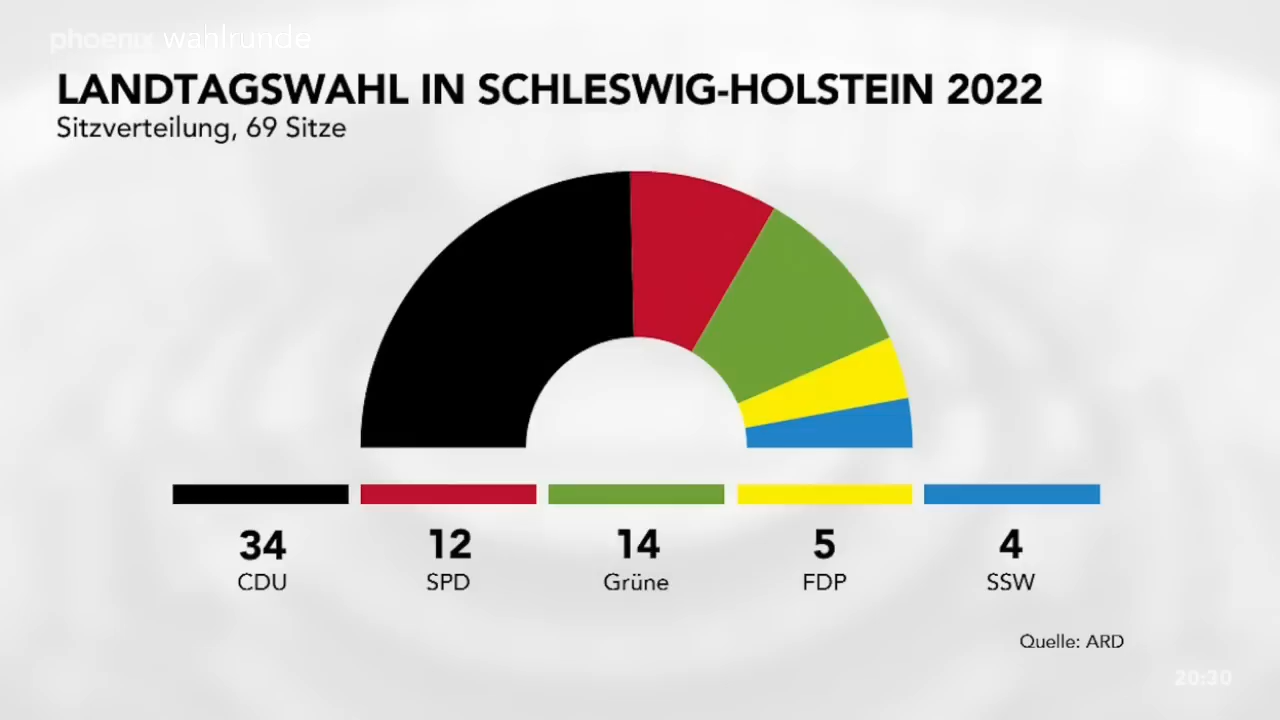 phoenix wahlrunde
LANDTAGSWAHL IN SCHLESWIG-HOLSTEIN 2022
Sitzverteilung, 69 Sitze
34 12 14 5 4
CDU SPD Grüne FDP SSW
Quelle: ARD
20:30